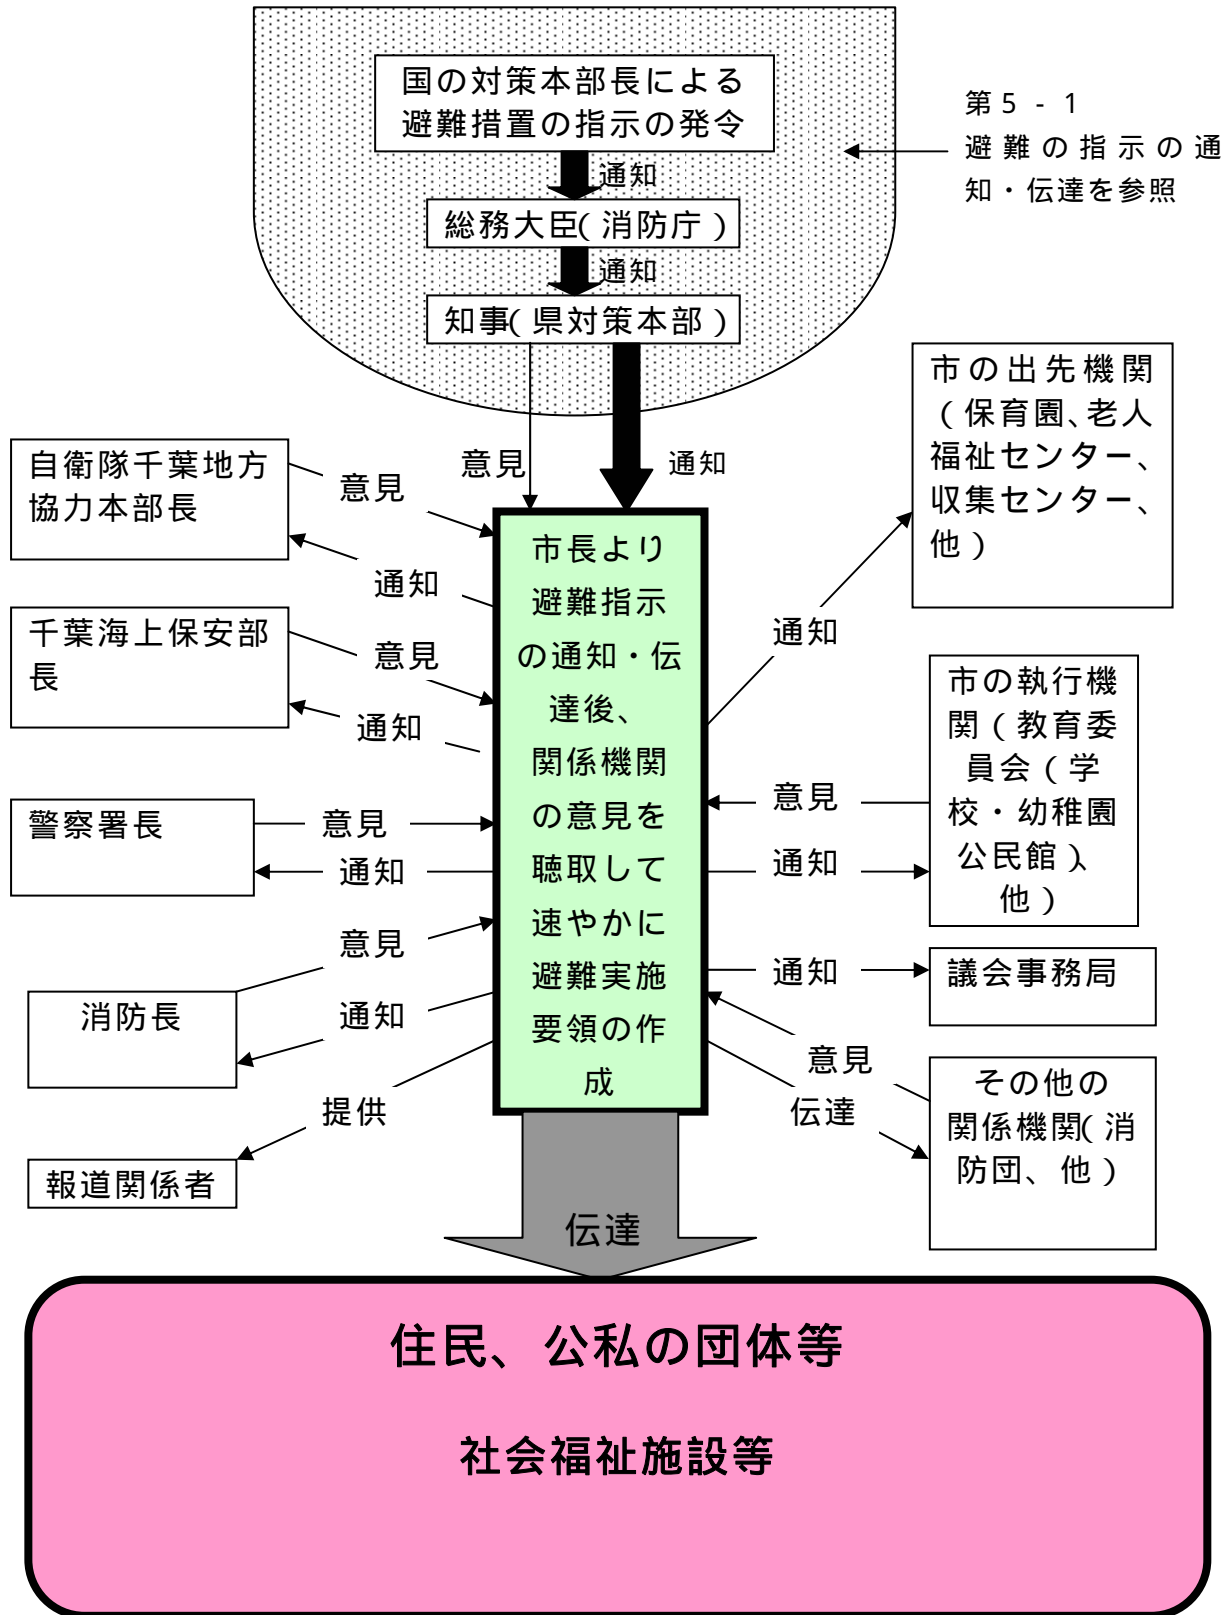 国の対策本部長による
避難措置の指示の発令
第5-1
避難の指示の通
知・伝達を参照
通知
総務大臣(消防庁)
通知
知事(県対策本部)
市の出先機関
(保育園、老人
福祉センター、
収集センター、
他)
自衛隊千葉地方
協力本部長
意見
意見
通知
通知
千葉海上保安部
長
意見
通知
警察署長
意見
通知
消防長
意見
通知
提供
報道関係者
市長より
避難指示
の通知・伝
達後、
関係機関
の意見を
聴取して
速やかに
避難実施
要領の作
成
通知
市の執行機
関(教育委
員会(学
校・幼稚園
公民館)、
他)
意見
通知
通知
議会事務局
意見
伝達
その他の
関係機関(消
防団、他)
伝達
住民、公私の団体等
社会福祉施設等